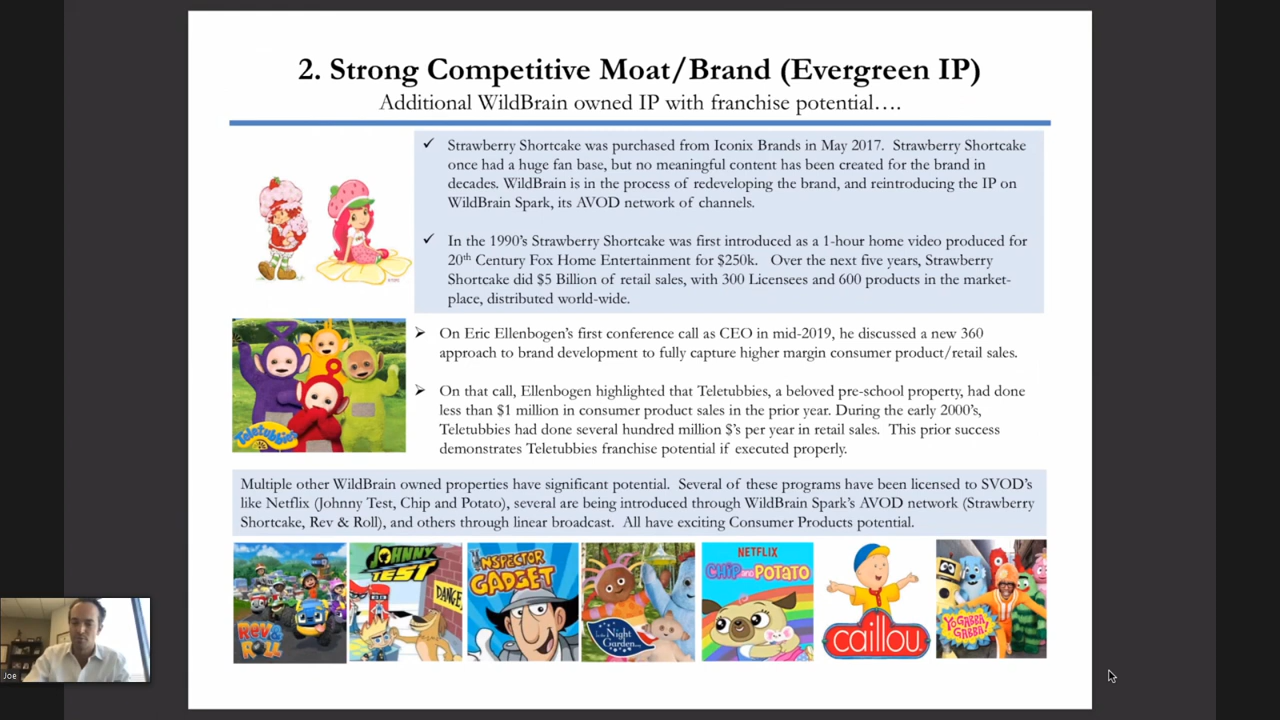 2. Strong Competitive Moat/Brand (Evergreen IP)
Additional WildBrain owned IP with franchise potential….
✓ Strawberry Shortcake was purchased from Iconix Brands in May 2017. Strawberry Shortcake
once had a huge fan base, but no meaningful content has been created for the brand in
decades. WildBrain is in the process of redeveloping the brand, and reintroducing the IP on
WildBrain Spark, its AVOD network of channels.
✓ In the 1990's Strawberry Shortcake was first introduced as a 1-hour home video produced for
20th Century Fox Home Entertainment for $250k. Over the next five years, Strawberry
Shortcake did $5 Billion of retail sales, with 300 Licensees and 600 products in the market-
place, distributed world-wide.
➢ On Eric Ellenbogen's first conference call as CEO in mid-2019, he discussed a new 360
approach to brand development to fully capture higher margin consumer product/retail sales.
➢ On that call, Ellenbogen highlighted that Teletubbies, a beloved pre-school property, had done
less than $1 million in consumer product sales in the prior year. During the early 2000's,
Teletubbies had done several hundred million $'s per year in retail sales. This prior success
demonstrates Teletubbies franchise potential if executed properly.
Teletubbies
Multiple other WildBrain owned properties have significant potential. Several of these programs have been licensed to SVOD's
like Netflix (Johnny Test, Chip and Potato), several are being introduced through WildBrain Spark's AVOD network (Strawberry
Shortcake, Rev & Roll), and others through linear broadcast. All have exciting Consumer Products potential.
REV & ROLL
JOHNNY TEST
DANGE
INSPECTOR GADGET
In the Night Garden...
NETFLIX
CHIP and POTATO
caillou
YO GABBA GABBA!
Joe